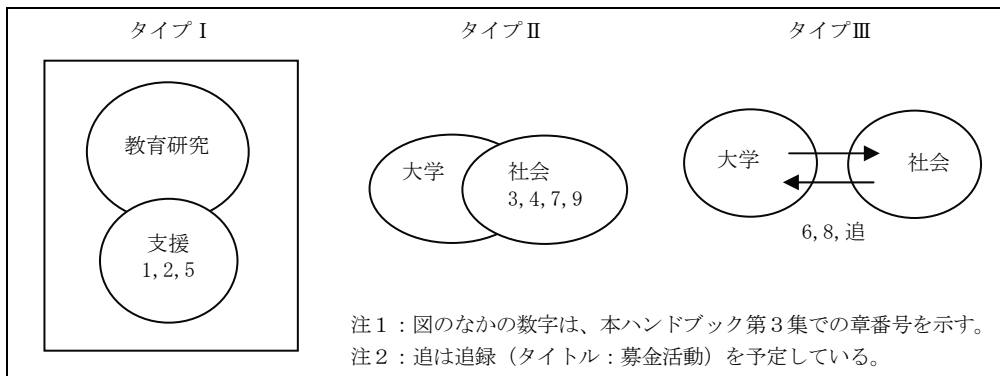 タイプⅠ
教育研究
支援
1, 2, 5
タイプⅡ
大学
社会
3, 4, 7, 9
タイプⅢ
大学
社会
6, 8, 追
注１：図のなかの数字は、本ハンドブック第３集での章番号を示す。
注２：追は追録（タイトル：募金活動）を予定している。